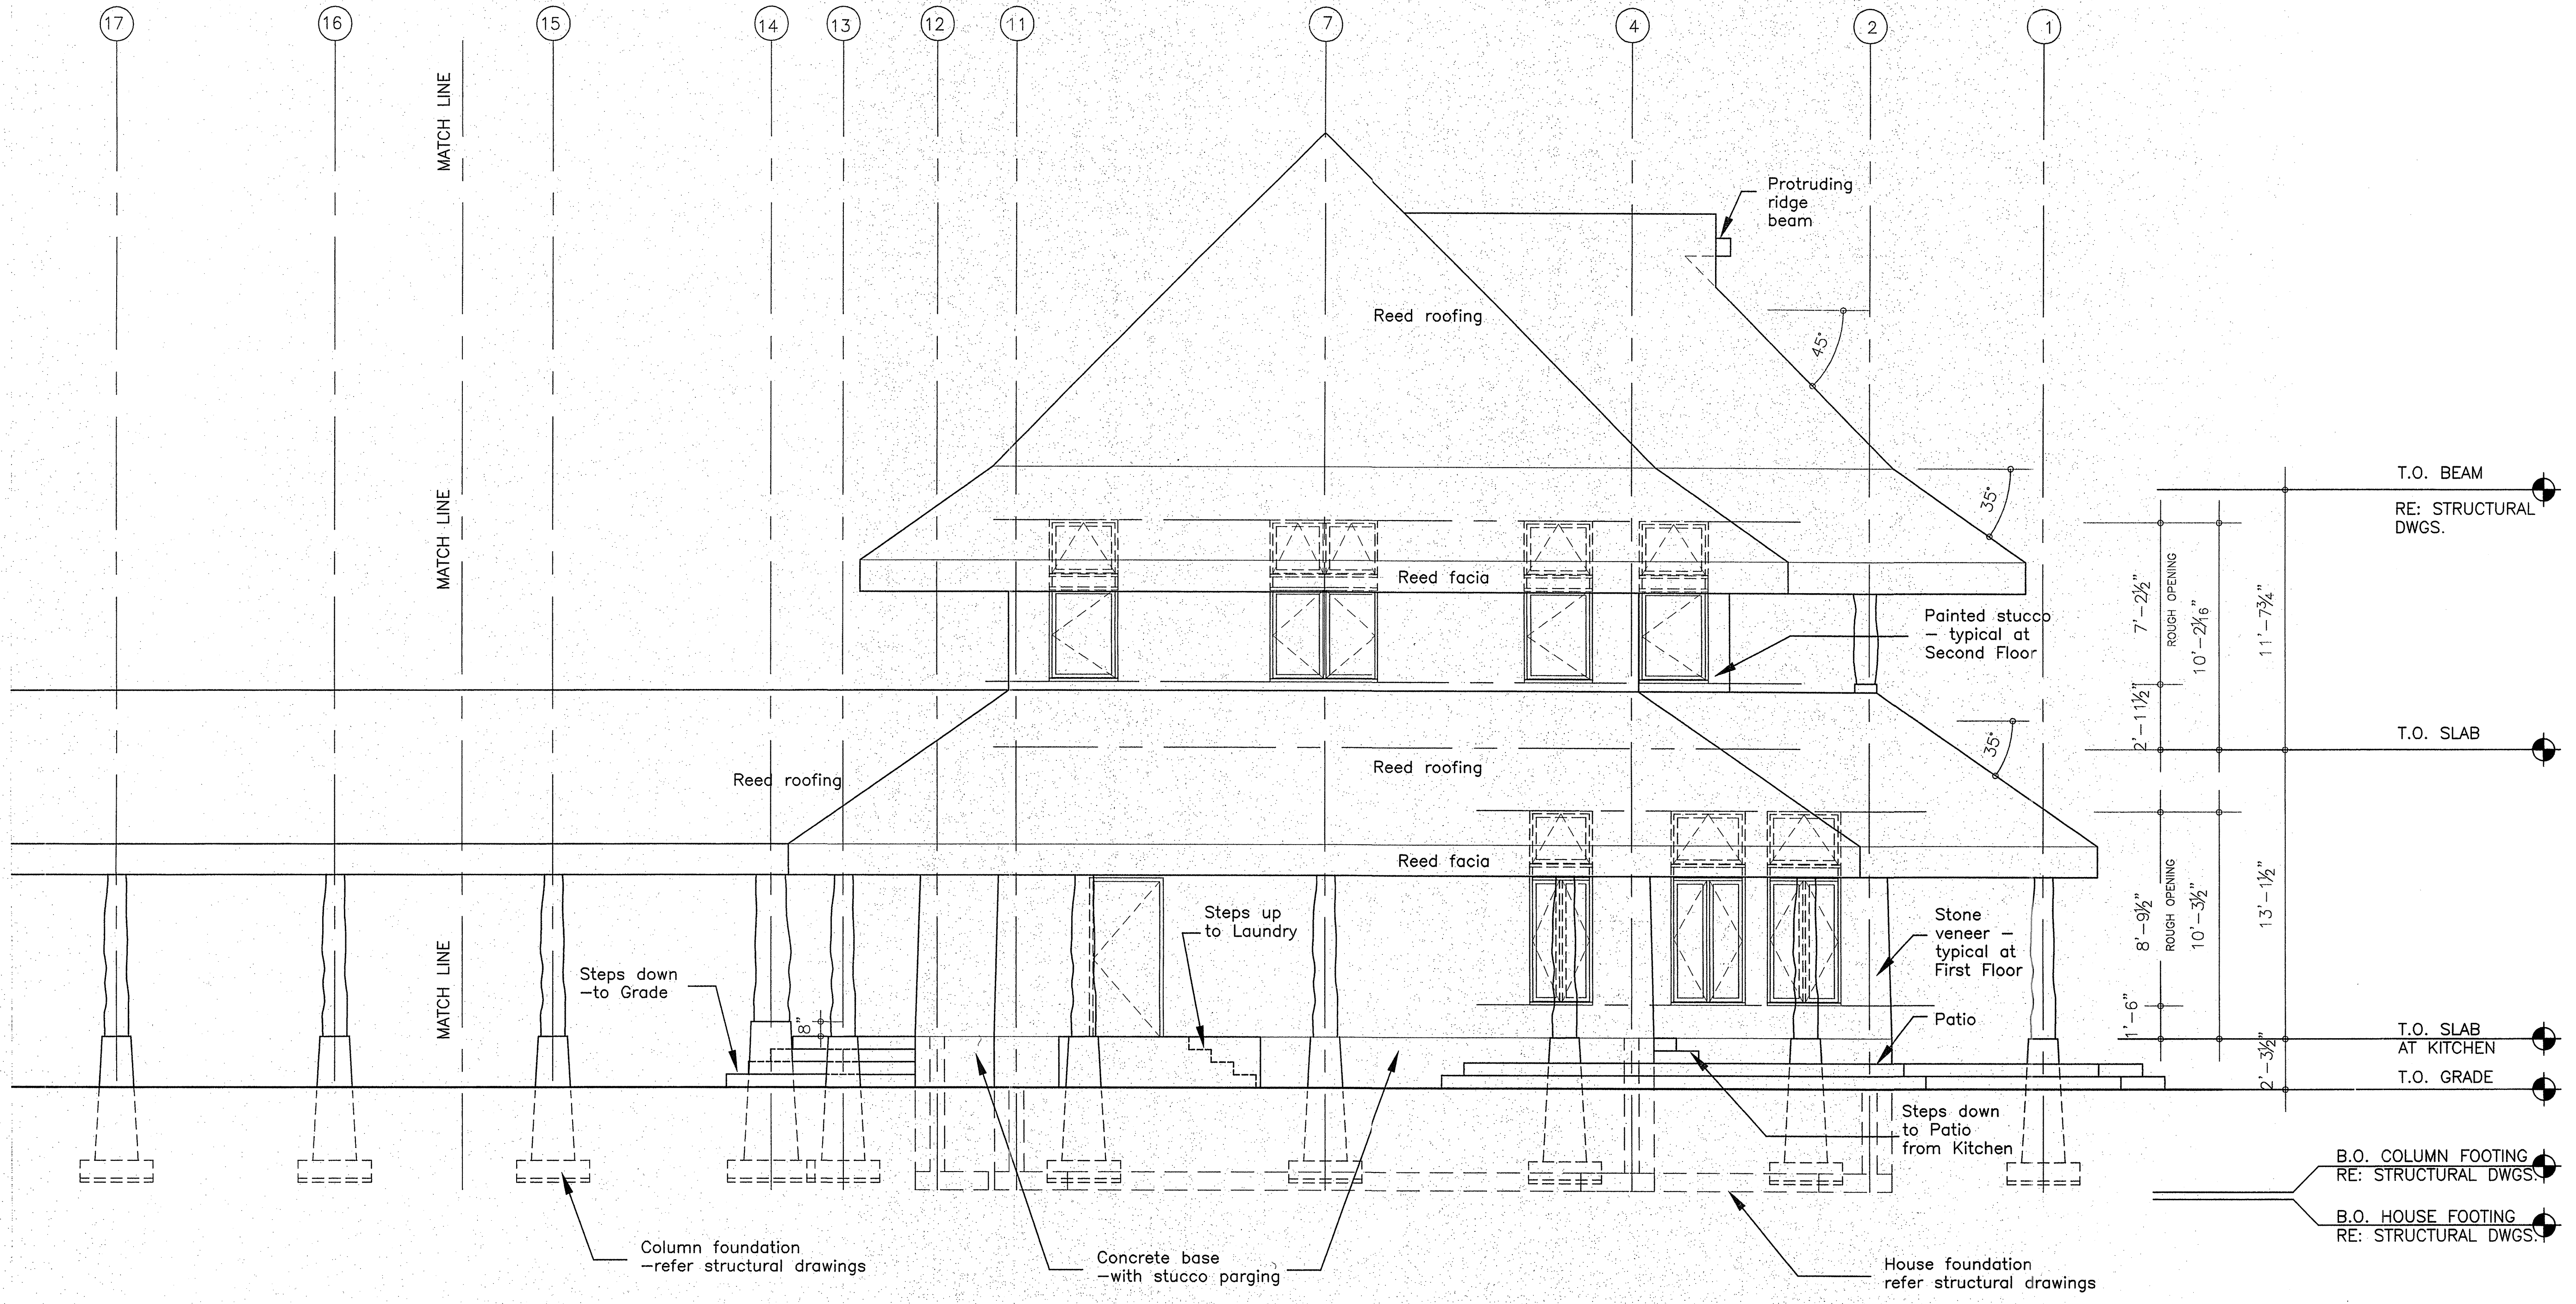 17 16 15 14 13 12 11 7 4 2 1
MATCH LINE
Protruding
ridge
beam
Reed roofing
45°
T.O. BEAM
RE: STRUCTURAL
DWGS.
35°
MATCH LINE
Reed facia
7'-2½"
ROUGH OPENING
10'-2 1/16"
11'-7¾"
Painted stucco
- typical at
Second Floor
2'-11½"
T.O. SLAB
35°
Reed roofing
Reed roofing
Reed facia
8'-9½"
ROUGH OPENING
10'-3½"
13'-1½"
Steps up
to Laundry
Stone
veneer -
typical at
First Floor
MATCH LINE
Steps down
-to Grade
8"
1'-6"
Patio
T.O. SLAB
AT KITCHEN
2'-3½"
T.O. GRADE
Steps down
to Patio
from Kitchen
B.O. COLUMN FOOTING
RE: STRUCTURAL DWGS.
B.O. HOUSE FOOTING
RE: STRUCTURAL DWGS.
Column foundation
-refer structural drawings
Concrete base
-with stucco parging
House foundation
refer structural drawings